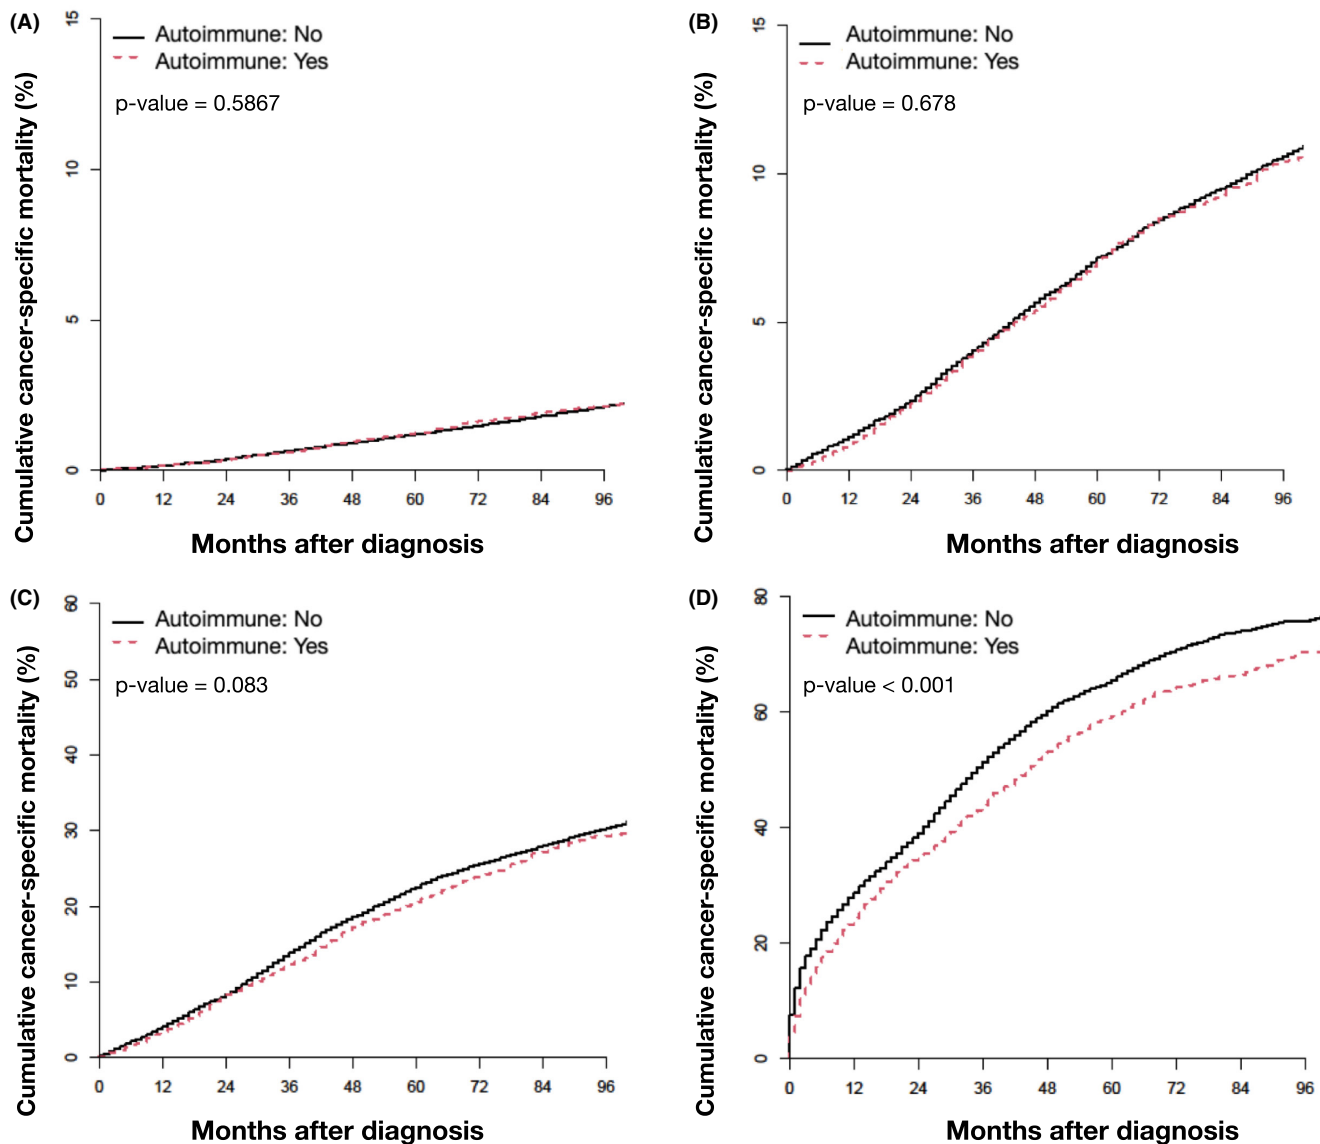 (A)
Cumulative cancer-specific mortality (%)
15
10
5
0
Autoimmune: No
Autoimmune: Yes
p-value = 0.5867
0 12 24 36 48 60 72 84 96
Months after diagnosis
(B)
Cumulative cancer-specific mortality (%)
15
10
5
0
Autoimmune: No
Autoimmune: Yes
p-value = 0.678
0 12 24 36 48 60 72 84 96
Months after diagnosis
(C)
Cumulative cancer-specific mortality (%)
60
50
40
30
20
10
0
Autoimmune: No
Autoimmune: Yes
p-value = 0.083
0 12 24 36 48 60 72 84 96
Months after diagnosis
(D)
Cumulative cancer-specific mortality (%)
80
60
40
20
0
Autoimmune: No
Autoimmune: Yes
p-value < 0.001
0 12 24 36 48 60 72 84 96
Months after diagnosis